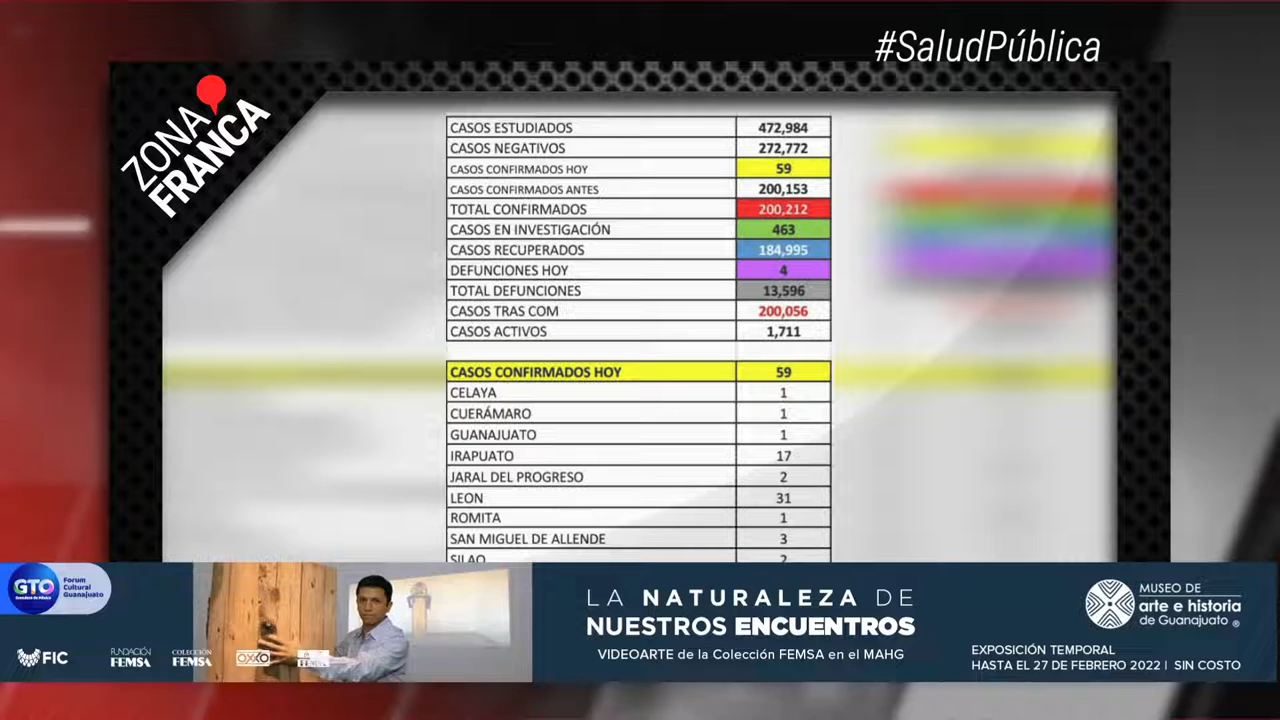 #SaludPública
ZONA
FRANCA
CASOS ESTUDIADOS 472,984
CASOS NEGATIVOS 272,772
CASOS CONFIRMADOS HOY 59
CASOS CONFIRMADOS ANTES 200,153
TOTAL CONFIRMADOS 200,212
CASOS EN INVESTIGACIÓN 463
CASOS RECUPERADOS 184,995
DEFUNCIONES HOY 4
TOTAL DEFUNCIONES 13,596
CASOS TRAS COM 200,056
CASOS ACTIVOS 1,711
CASOS CONFIRMADOS HOY 59
CELAYA 1
CUERÁMARO 1
GUANAJUATO 1
IRAPUATO 17
JARAL DEL PROGRESO 2
LEON 31
ROMITA 1
SAN MIGUEL DE ALLENDE 3
SILAO 2
GTO
Grandeza de México
Forum
Cultural
Guanajuato
FIC
FUNDACIÓN
FEMSA
COLECCIÓN
FEMSA
OXXO
LA NATURALEZA DE
NUESTROS ENCUENTROS
VIDEOARTE de la Colección FEMSA en el MAHG
MUSEO DE
arte e historia
de Guanajuato ®
EXPOSICIÓN TEMPORAL
HASTA EL 27 DE FEBRERO 2022 | SIN COSTO